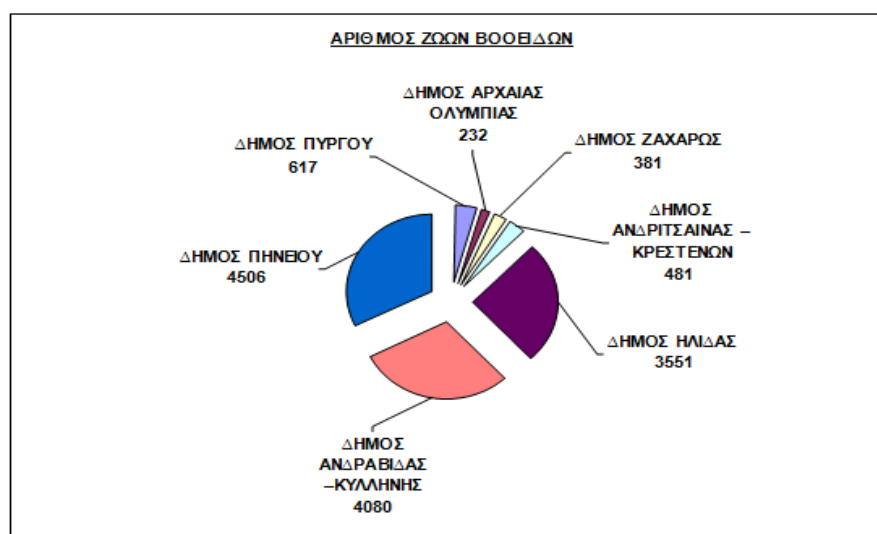 ΑΡΙΘΜΟΣ ΖΩΩΝ ΒΟΟΕΙΔΩΝ
ΔΗΜΟΣ ΑΡΧΑΙΑΣ
ΟΛΥΜΠΙΑΣ
232
ΔΗΜΟΣ ΠΥΡΓΟΥ
617
ΔΗΜΟΣ ΖΑΧΑΡΩΣ
381
ΔΗΜΟΣ
ΑΝΔΡΙΤΣΑΙΝΑΣ –
ΚΡΕΣΤΕΝΩΝ
481
ΔΗΜΟΣ ΠΗΝΕΙΟΥ
4506
ΔΗΜΟΣ ΗΛΙΔΑΣ
3551
ΔΗΜΟΣ
ΑΝΔΡΑΒΙΔΑΣ
–ΚΥΛΛΗΝΗΣ
4080